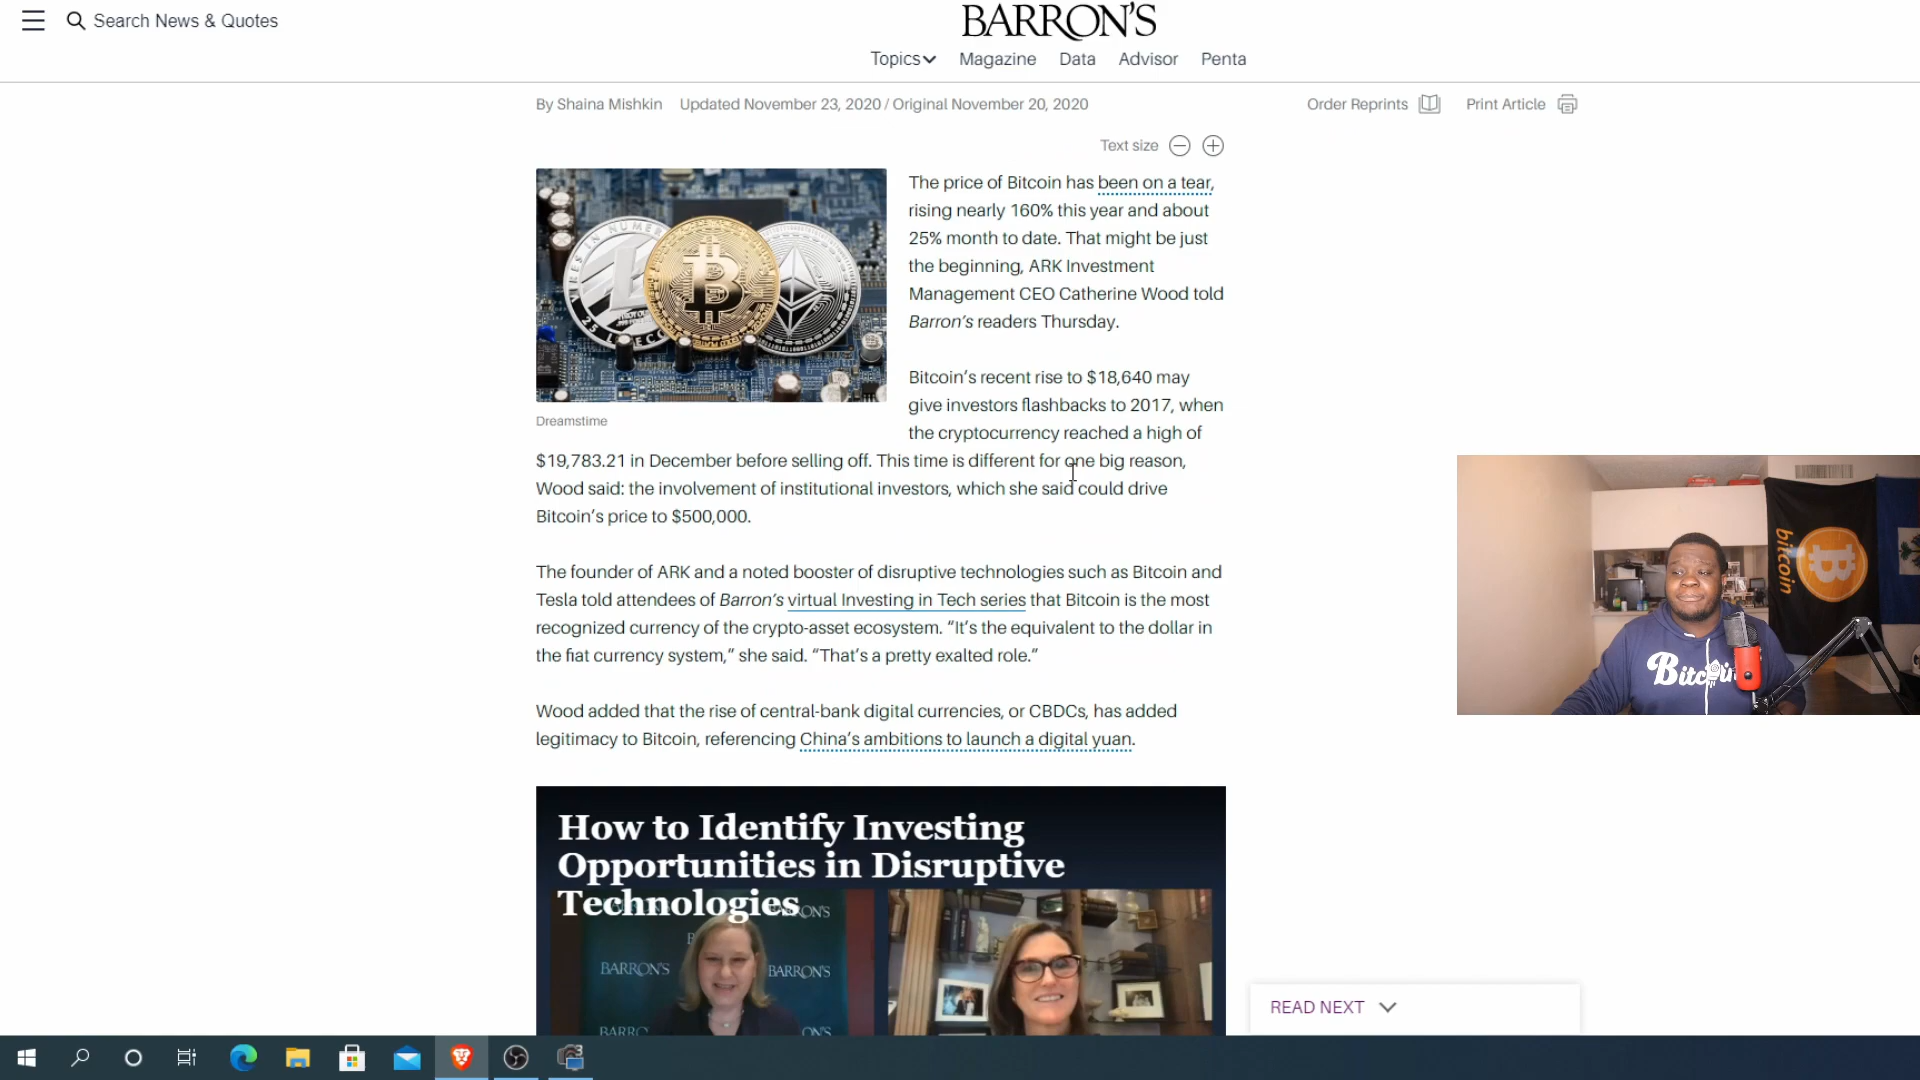 Search News & Quotes
BARRON'S
Topics
Magazine
Data
Advisor
Penta
By Shaina Mishkin
Updated November 23, 2020 / Original November 20, 2020
Order Reprints
Print Article
Text size
The price of Bitcoin has been on a tear,
rising nearly 160% this year and about
25% month to date. That might be just
the beginning, ARK Investment
Management CEO Catherine Wood told
Barron's readers Thursday.
Bitcoin's recent rise to $18,640 may
give investors flashbacks to 2017, when
the cryptocurrency reached a high of
Dreamstime
$19,783.21 in December before selling off. This time is different for one big reason,
Wood said: the involvement of institutional investors, which she said could drive
Bitcoin's price to $500,000.
The founder of ARK and a noted booster of disruptive technologies such as Bitcoin and
Tesla told attendees of Barron's virtual Investing in Tech series that Bitcoin is the most
recognized currency of the crypto-asset ecosystem. “It's the equivalent to the dollar in
the fiat currency system,” she said. “That's a pretty exalted role.”
Wood added that the rise of central-bank digital currencies, or CBDCs, has added
legitimacy to Bitcoin, referencing China's ambitions to launch a digital yuan.
How to Identify Investing
Opportunities in Disruptive
Technologies
BARRON'S
BARRON'S
READ NEXT
bitcoin